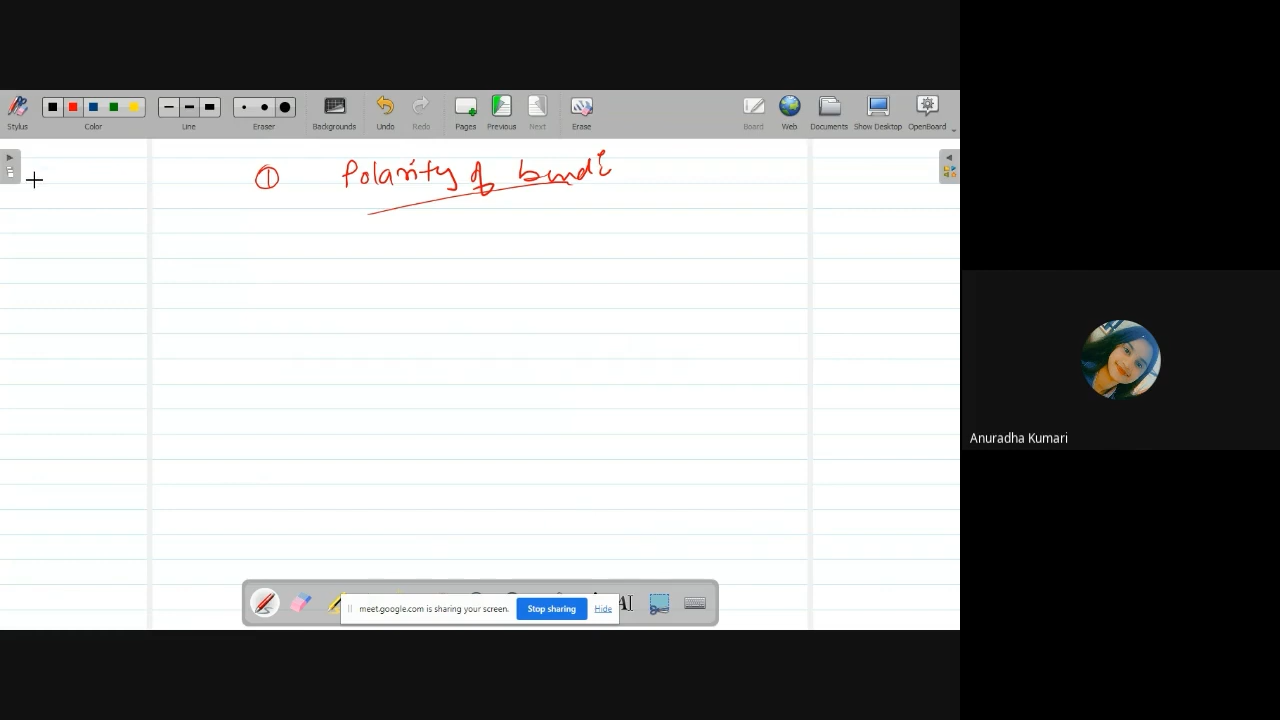 Stylus Color Line Eraser Backgrounds Undo Redo Pages Previous Next Erase Board Web Documents Show Desktop OpenBoard
① Polarity of bond
Anuradha Kumari
meet.google.com is sharing your screen. Stop sharing Hide AI